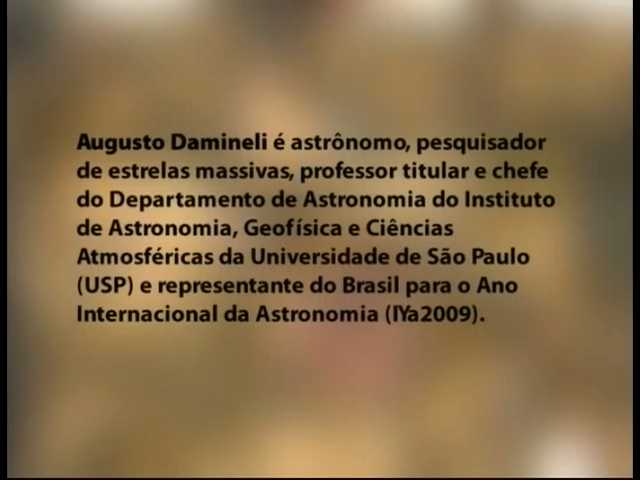 Augusto Damineli é astrônomo, pesquisador
de estrelas massivas, professor titular e chefe
do Departamento de Astronomia do Instituto
de Astronomia, Geofísica e Ciências
Atmosféricas da Universidade de São Paulo
(USP) e representante do Brasil para o Ano
Internacional da Astronomia (IYa2009).